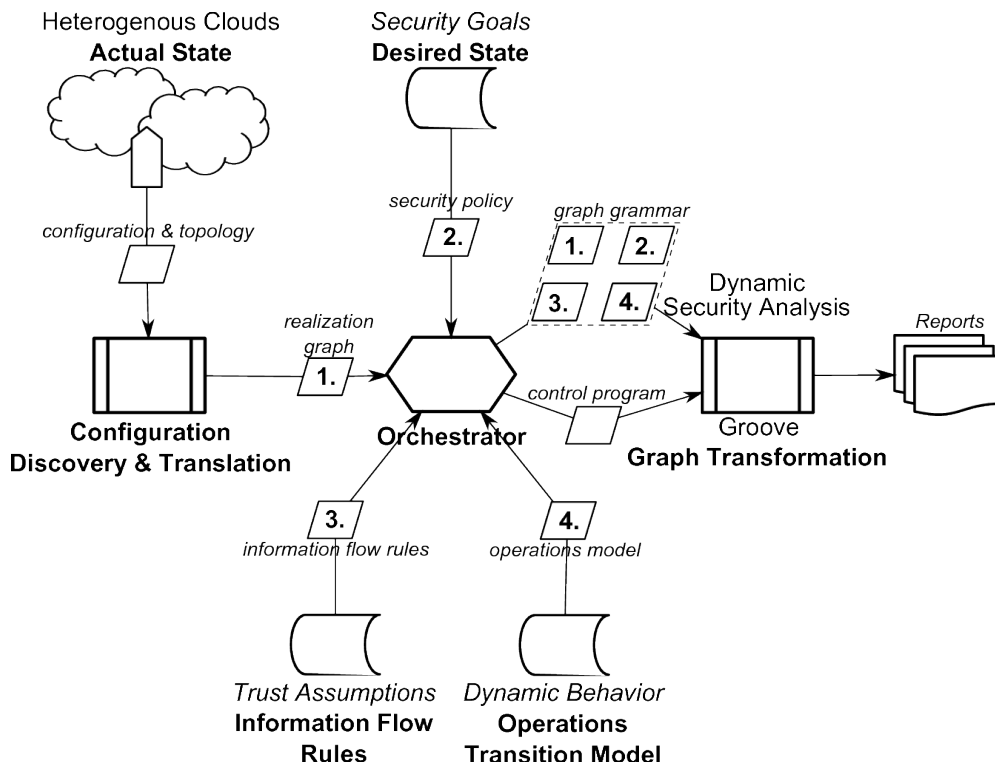 Heterogenous Clouds
Actual State
Security Goals
Desired State
configuration & topology
security policy
2.
graph grammar
1.
2.
3.
4.
realization
graph
1.
Dynamic
Security Analysis
Reports
control program
Configuration
Discovery & Translation
Orchestrator
Groove
Graph Transformation
3.
information flow rules
4.
operations model
Trust Assumptions
Information Flow
Rules
Dynamic Behavior
Operations
Transition Model